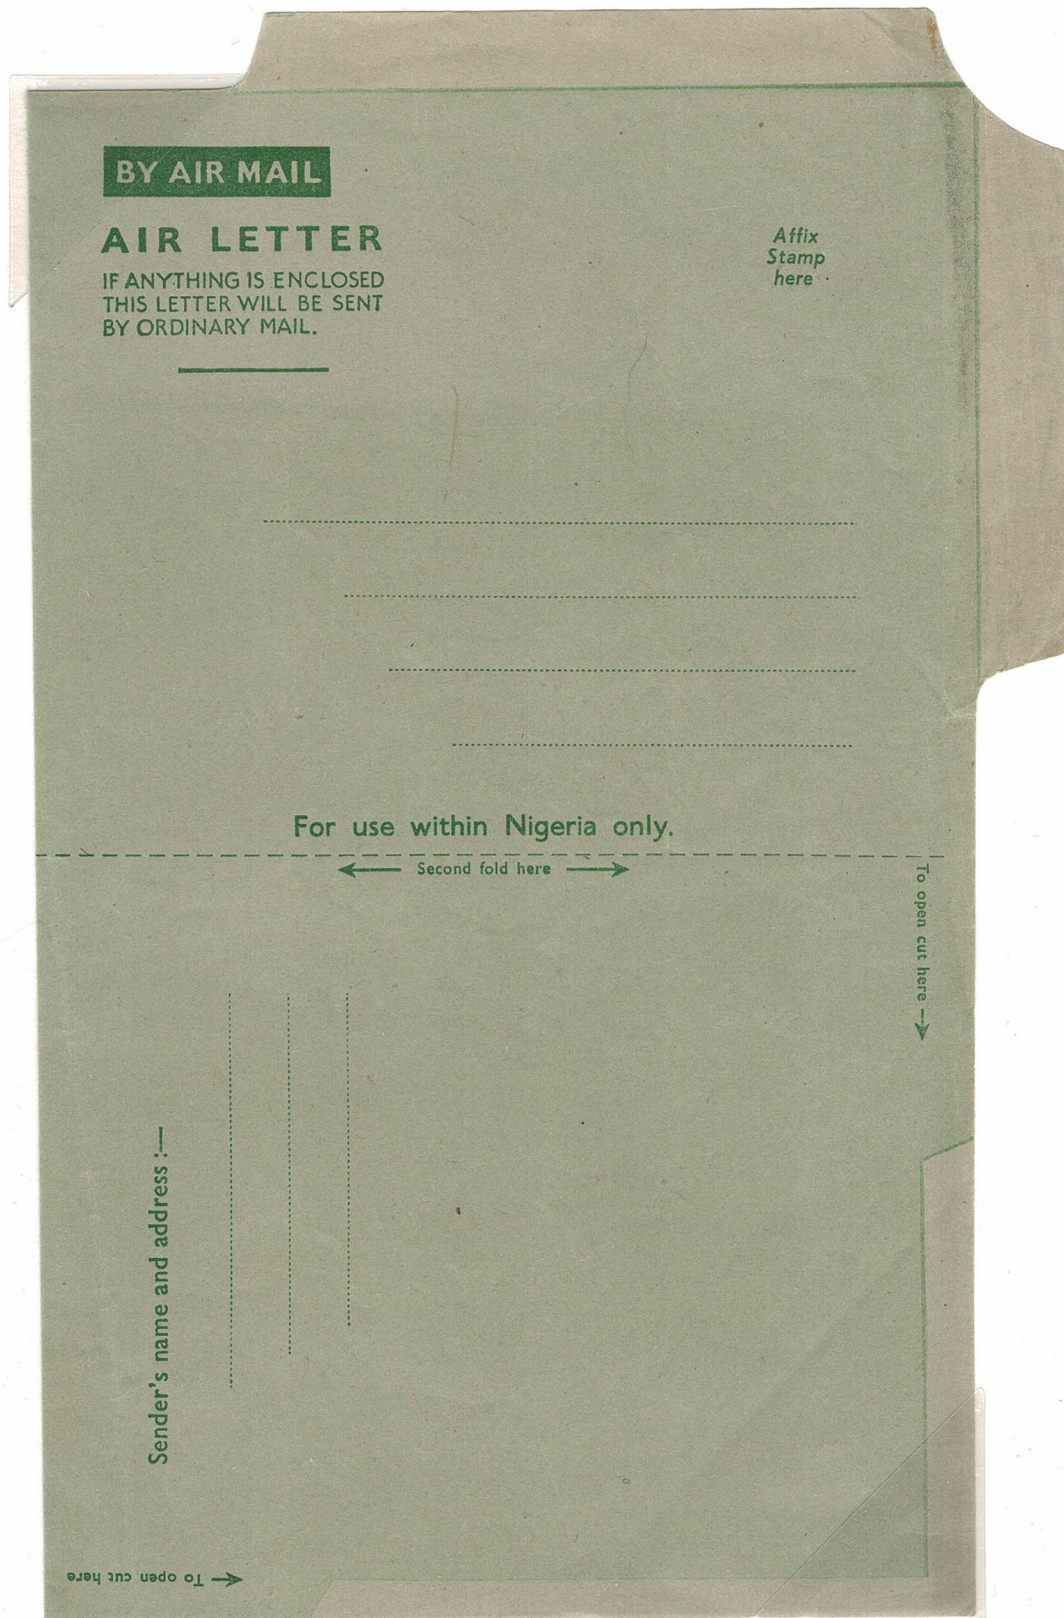 BY AIR MAIL
AIR LETTER
IF ANYTHING IS ENCLOSED
THIS LETTER WILL BE SENT
BY ORDINARY MAIL.
Affix
Stamp
here
For use within Nigeria only.
Second fold here
To open cut here
Sender's name and address :—
To open cut here